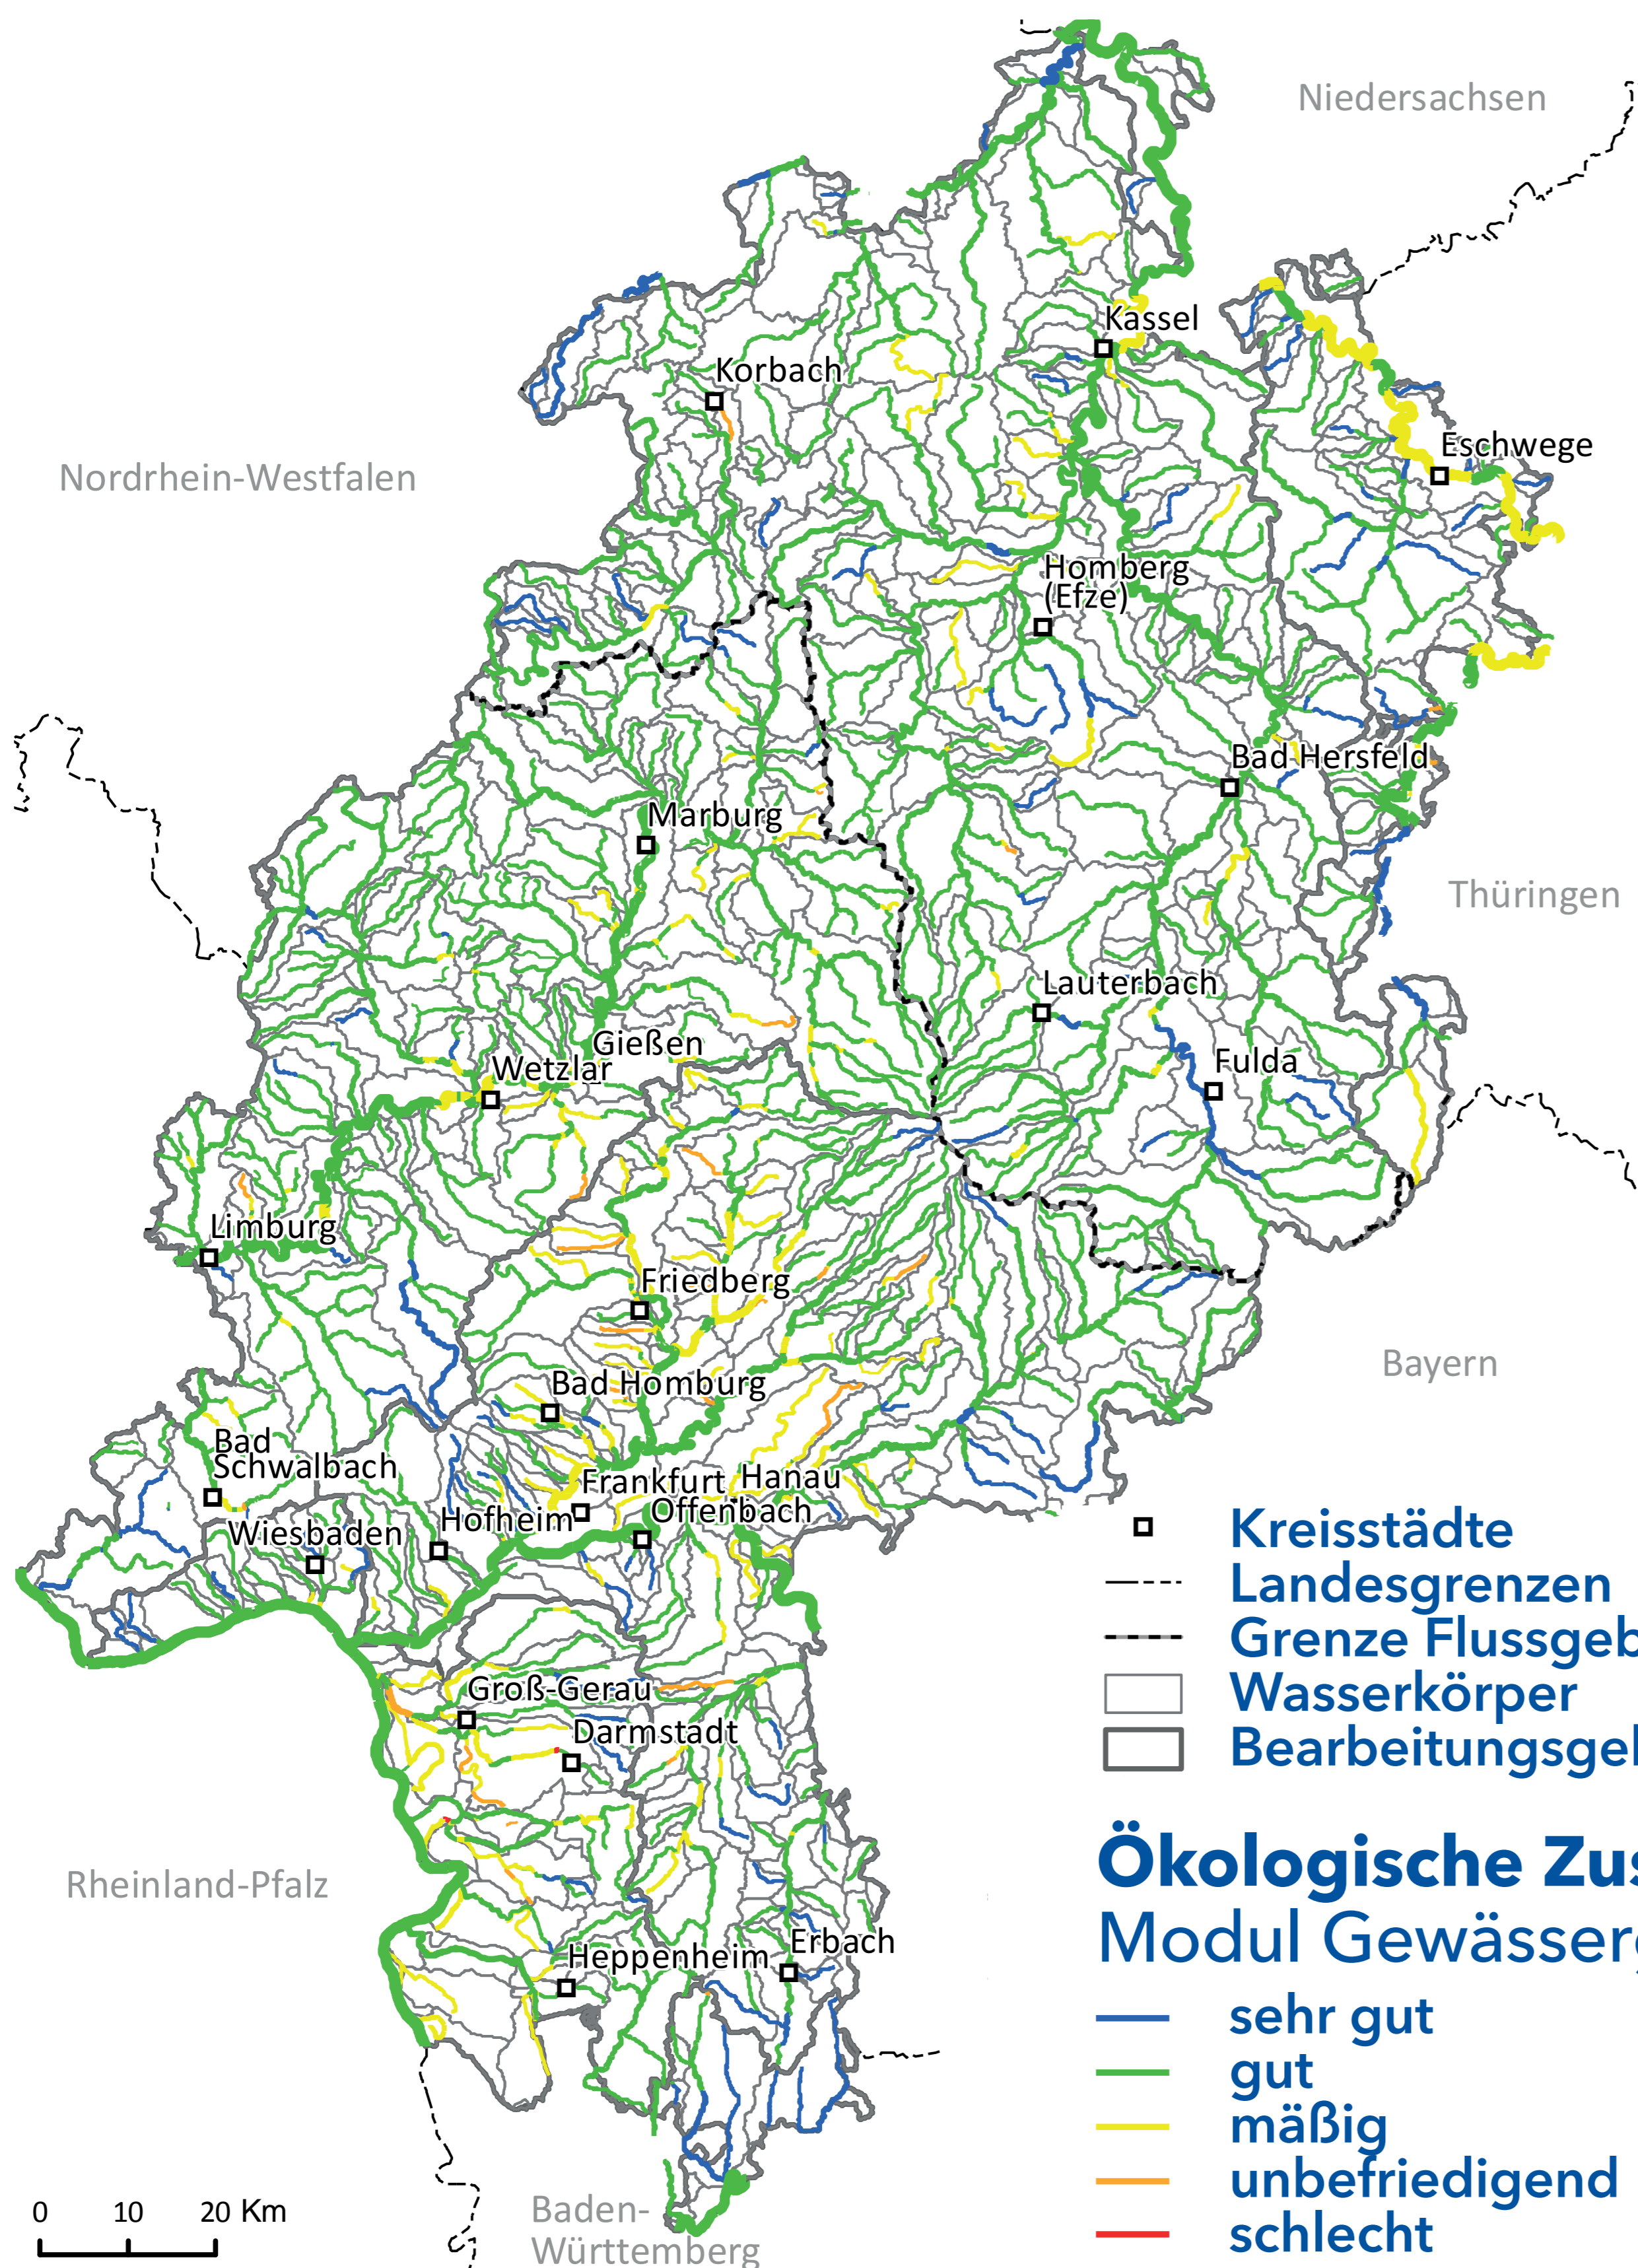 Niedersachsen
Kassel
Korbach
Eschwege
Nordrhein-Westfalen
Homberg
(Efze)
Bad Hersfeld
Marburg
Thüringen
Lauterbach
Gießen
Wetzlar
Fulda
Limburg
Friedberg
Bayern
Bad Homburg
Bad
Schwalbach
Frankfurt
Hanau
Hofheim
Offenbach
Wiesbaden
Kreisstädte
Landesgrenzen
Grenze Flussgeb
Wasserkörper
Groß-Gerau
Darmstadt
Bearbeitungsgel
Ökologische Zus
Rheinland-Pfalz
Modul Gewässer
Erbach
Heppenheim
sehr gut
gut
mäßig
unbefriedigend
schlecht
0 10 20 Km
Baden-
Württemberg